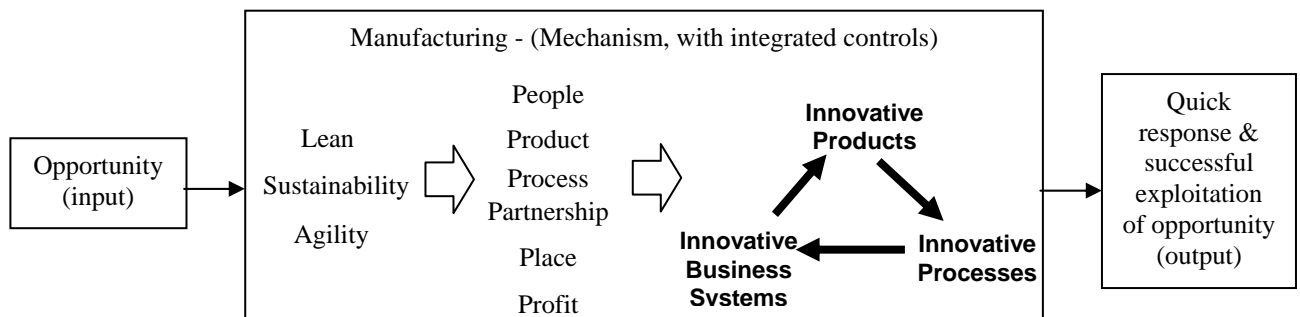 Manufacturing - (Mechanism, with integrated controls)
Opportunity
(input)
Lean
Sustainability
Agility
People
Product
Process
Partnership
Place
Profit
Innovative
Products
Innovative
Processes
Innovative
Business
Systems
Quick
response &
successful
exploitation
of opportunity
(output)